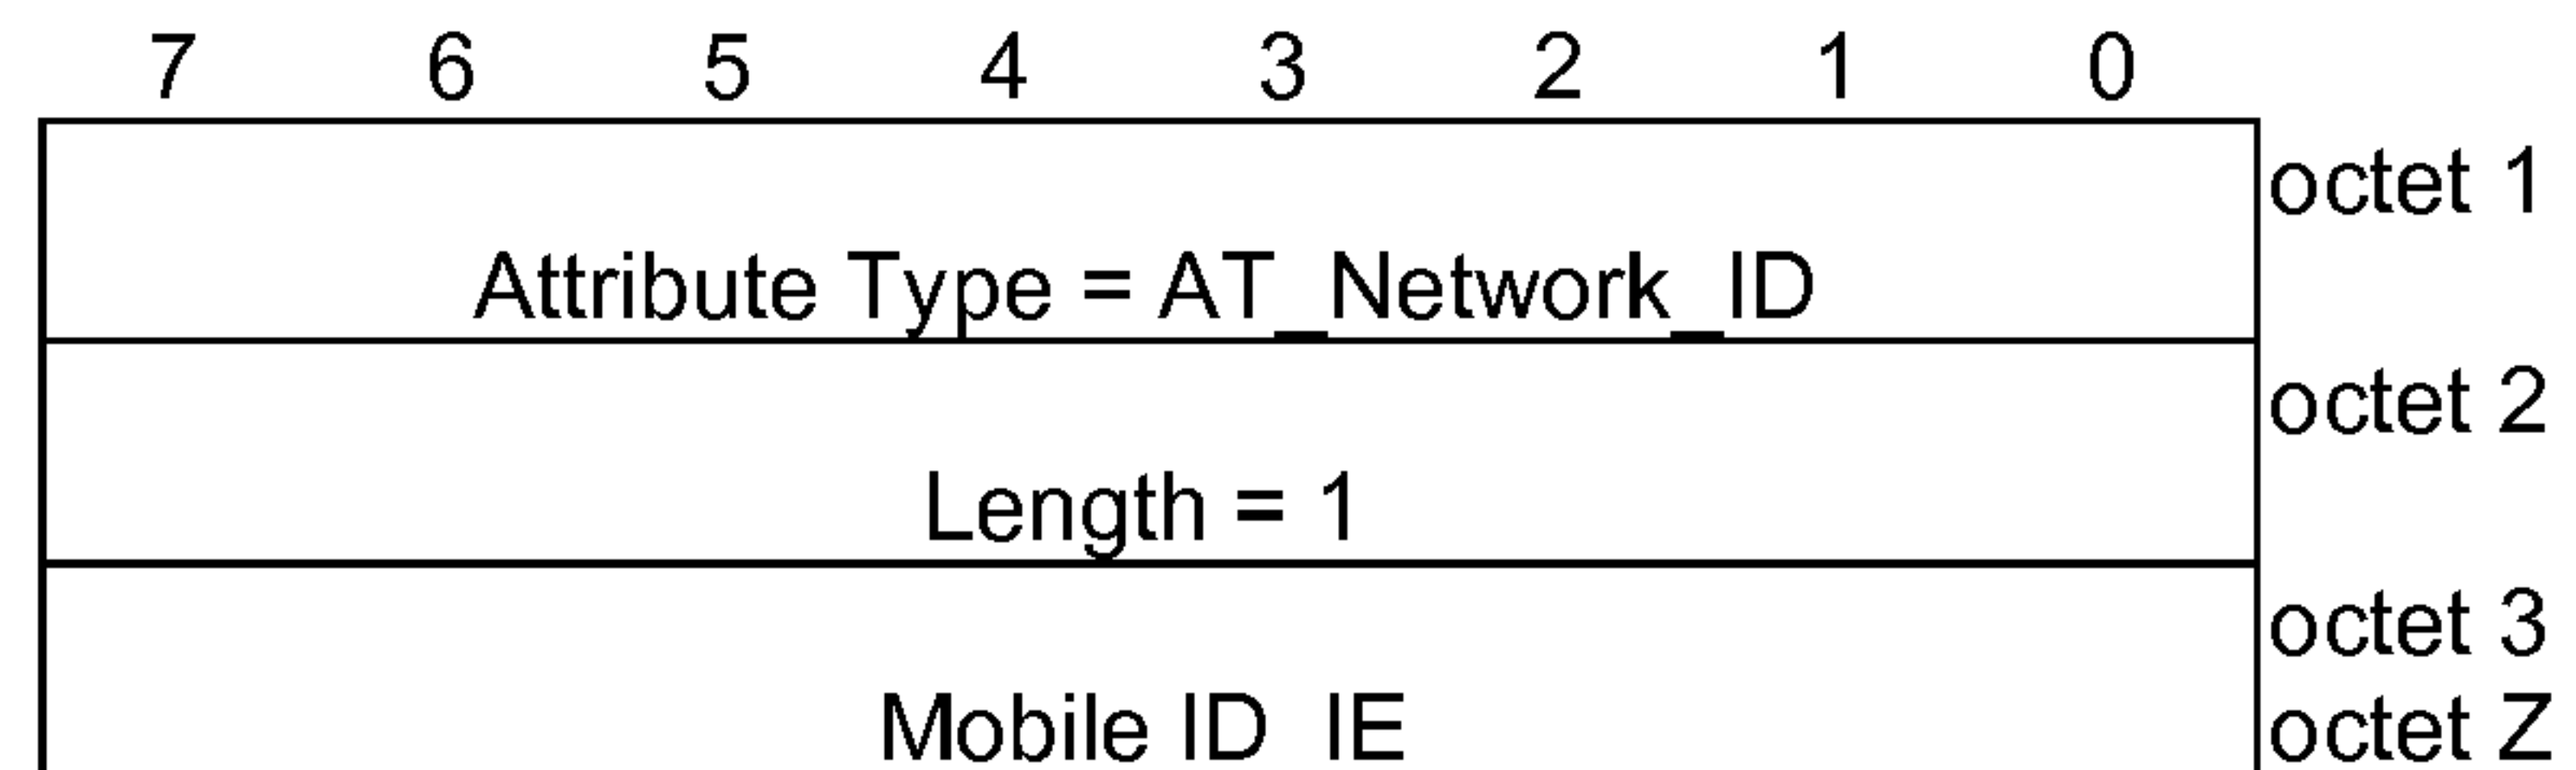 7 6 5 4 3 2 1 0
octet 1
Attribute Type = AT_Network_ID
octet 2
Length = 1
octet 3
Mobile ID IE octet Z